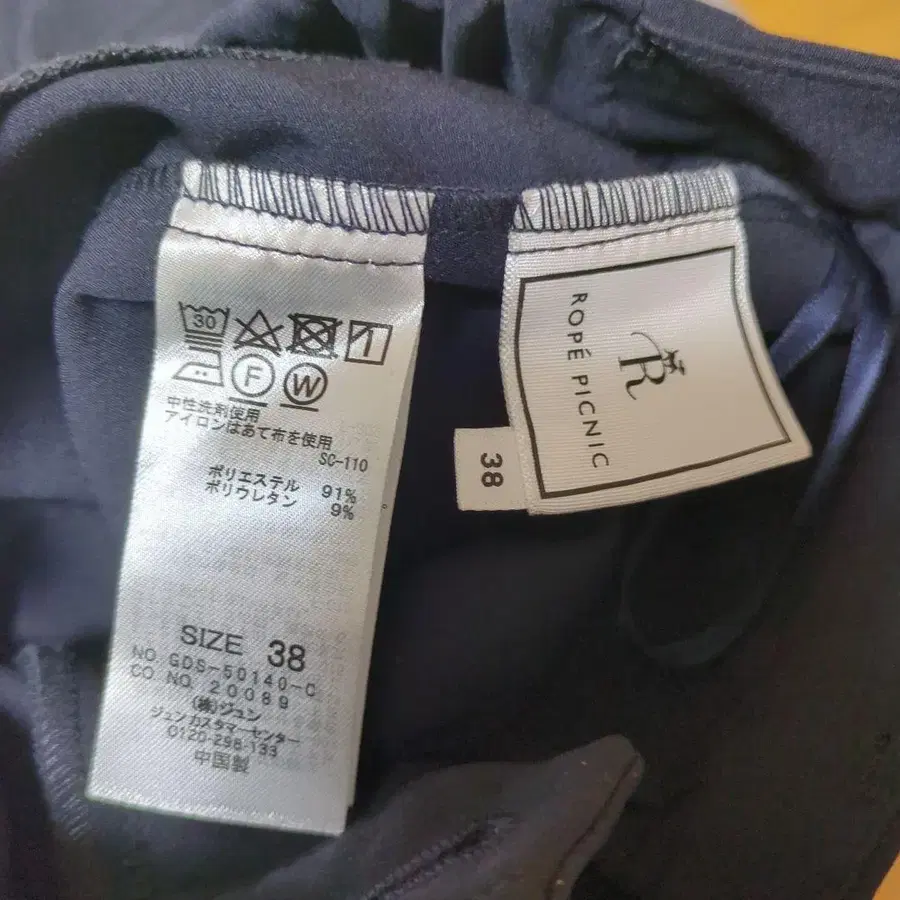 30
F W
中性洗剤使用
アイロンはあて布を使用
SC-110
ポリエステル 91%
ポリウレタン 9%
SIZE 38
NO. GDS-50140-C
CO. NO. 20089
(株)ジュン
ジュンカスタマーセンター
0120-298-133
中国製
R
ROPÉ PICNIC
38